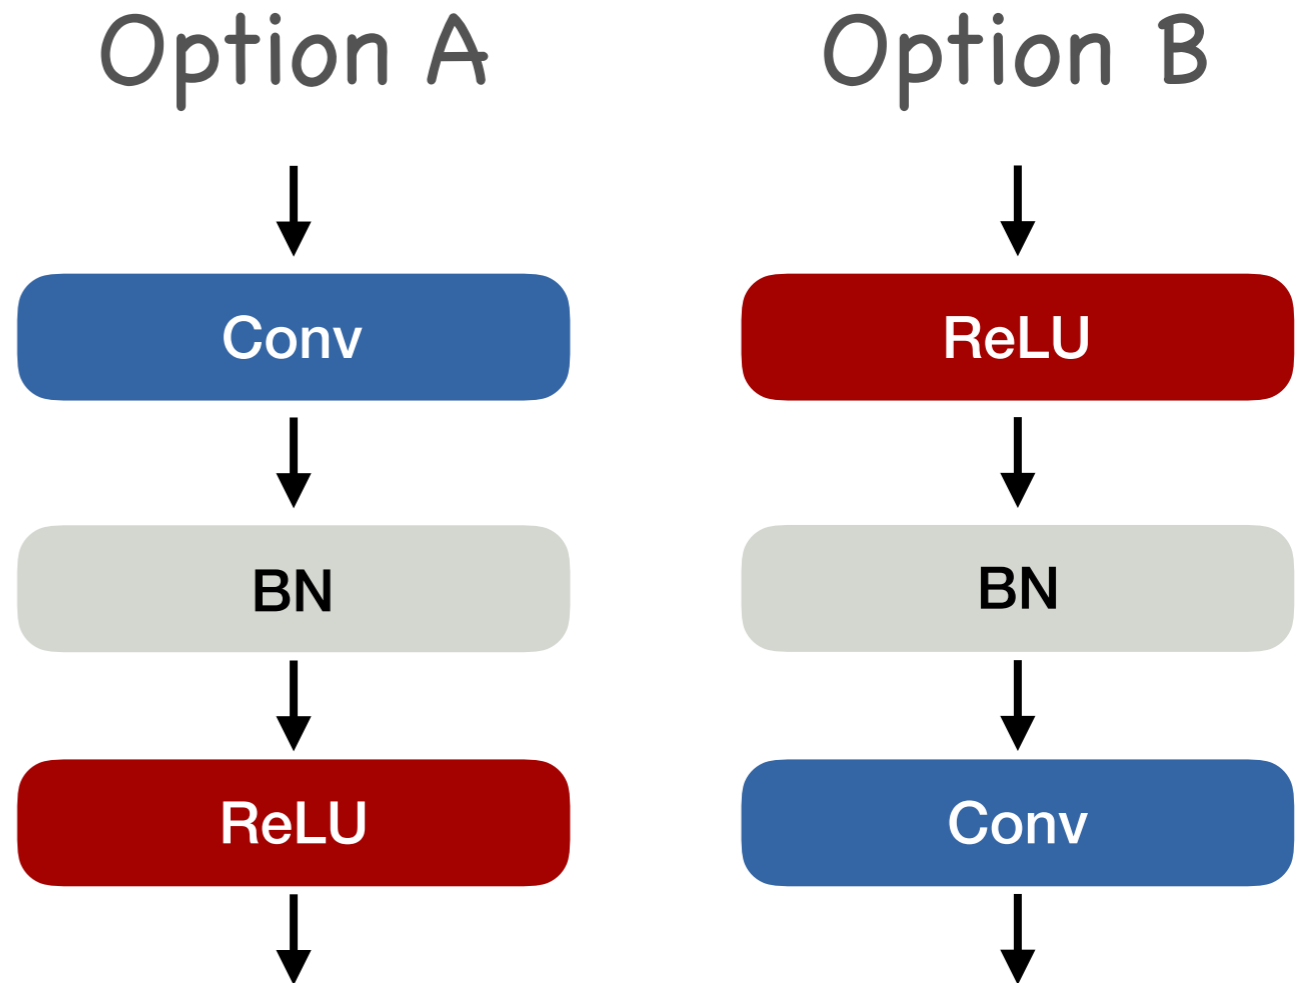 Option A
Conv
BN
ReLU
Option B
ReLU
BN
Conv